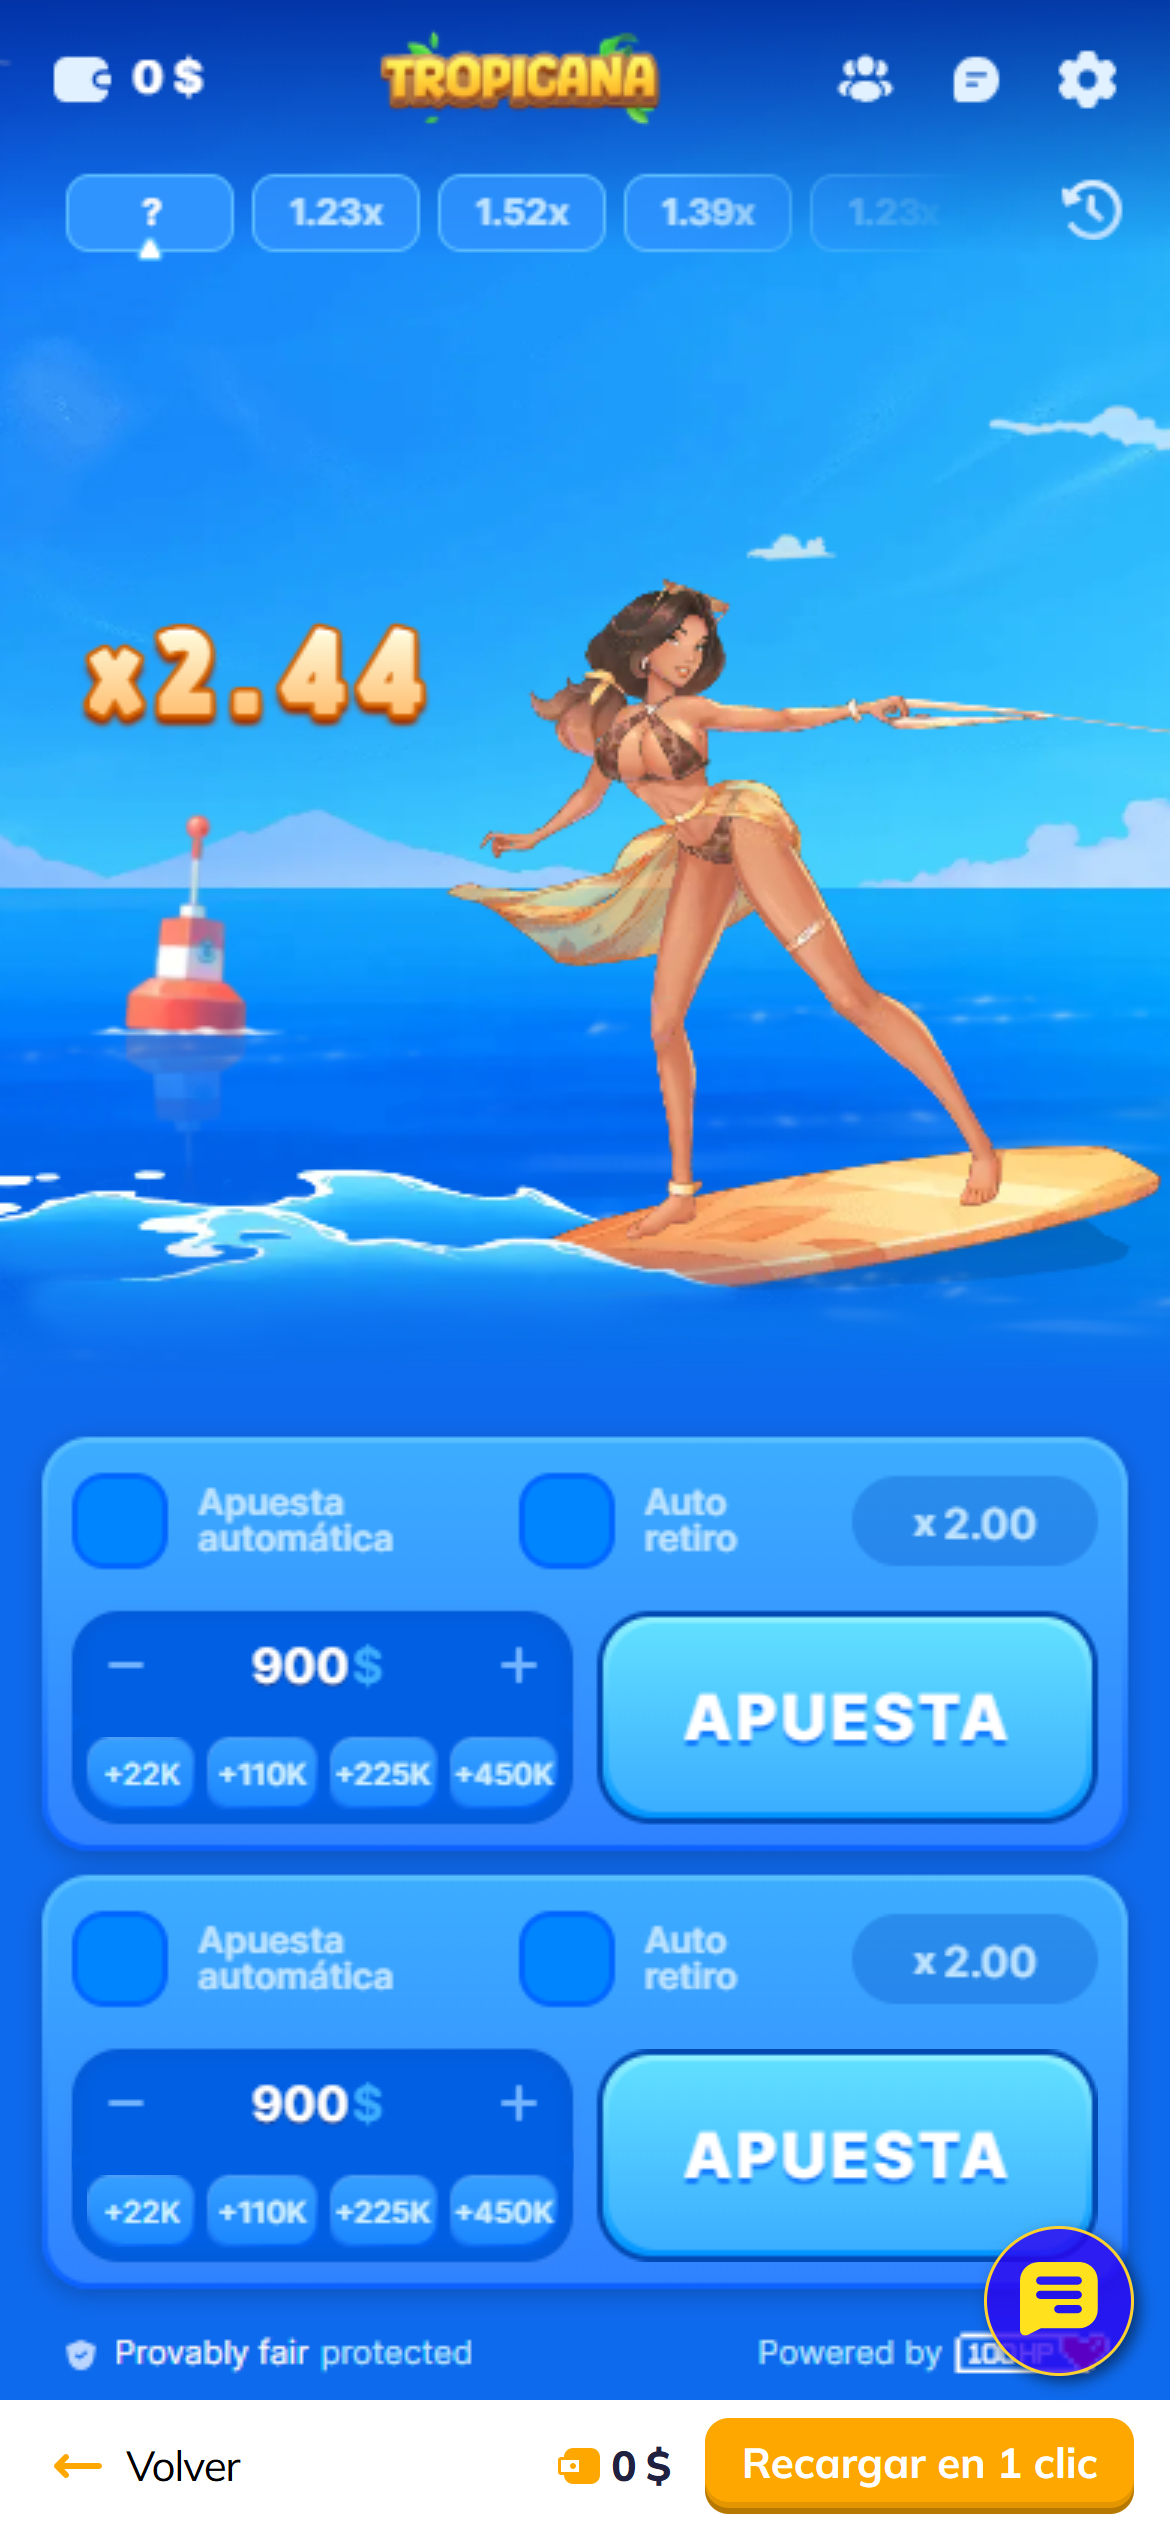 0 $
TROPICANA
?
1.23x
1.52x
1.39x
1.23x
x2.44
Apuesta
automática
Auto
retiro
x 2.00
900 $
APUESTA
+22K
+110K
+225K
+450K
Apuesta
automática
Auto
retiro
x 2.00
900 $
APUESTA
+22K
+110K
+225K
+450K
Provably fair protected
Powered by 100HP
Volver
0 $
Recargar en 1 clic